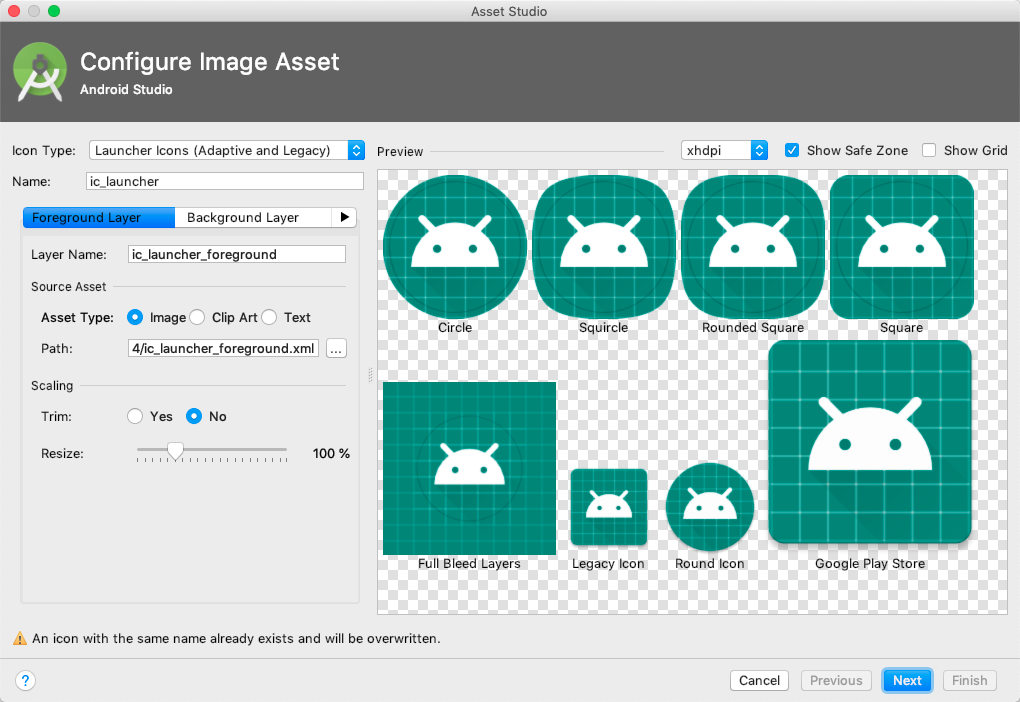 Asset Studio
Configure Image Asset
Android Studio
Icon Type: Launcher Icons (Adaptive and Legacy)
Name: ic_launcher
Foreground Layer Background Layer
Layer Name: ic_launcher_foreground
Source Asset
Asset Type: Image Clip Art Text
Path: 4/ic_launcher_foreground.xml ...
Scaling
Trim: Yes No
Resize: 100 %
Preview xhdpi Show Safe Zone Show Grid
Circle Squircle Rounded Square Square
Full Bleed Layers Legacy Icon Round Icon Google Play Store
An icon with the same name already exists and will be overwritten.
? Cancel Previous Next Finish